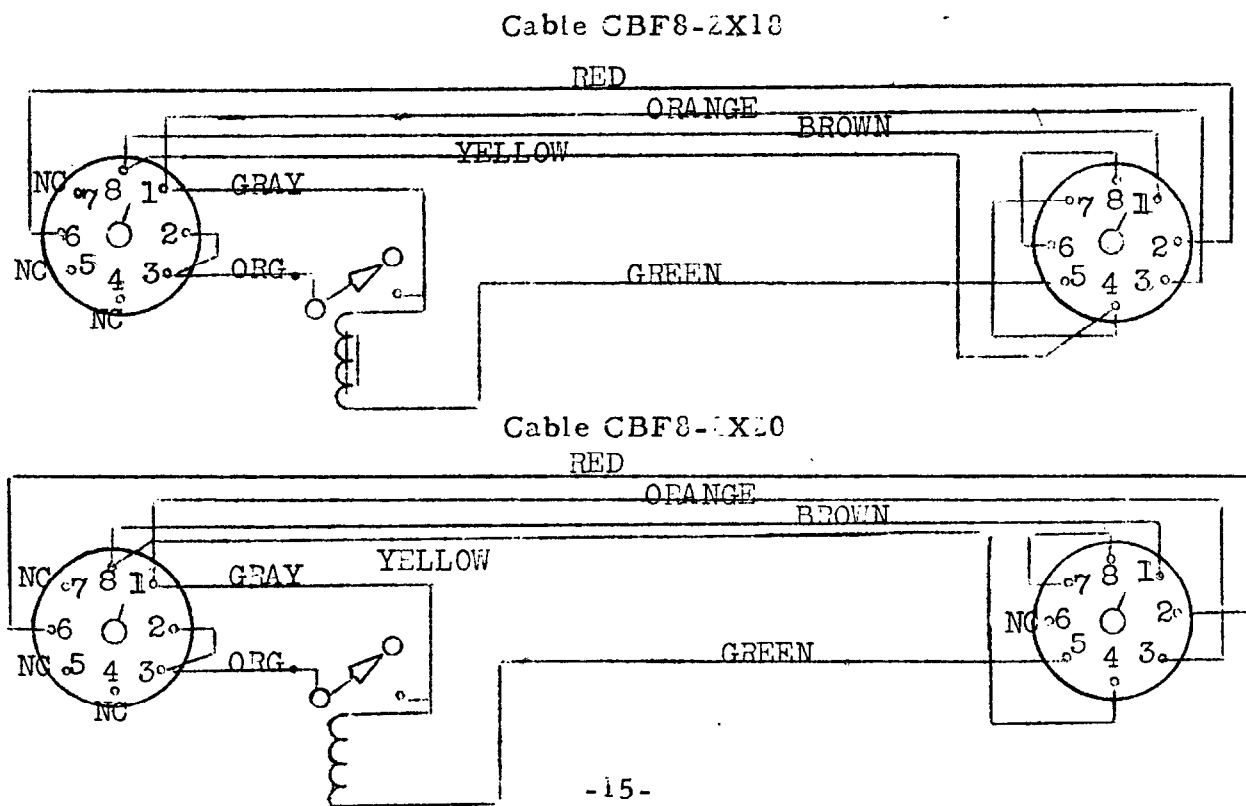 Cable CBF8-2X18
RED
ORANGE
BROWN
YELLOW
NC 7 8 1 GRAY
6 2
NC 5 4 3 ORG.
NC
GREEN
7 8 1
6 2
5 4 3
Cable
RED
ORANGE
BROWN
YELLOW
NC 7 8 1 GRAY
6 2
NC 5 4 3 ORG.
NC
GREEN
7 8 1
NC 6 2
5 4 3
-15-